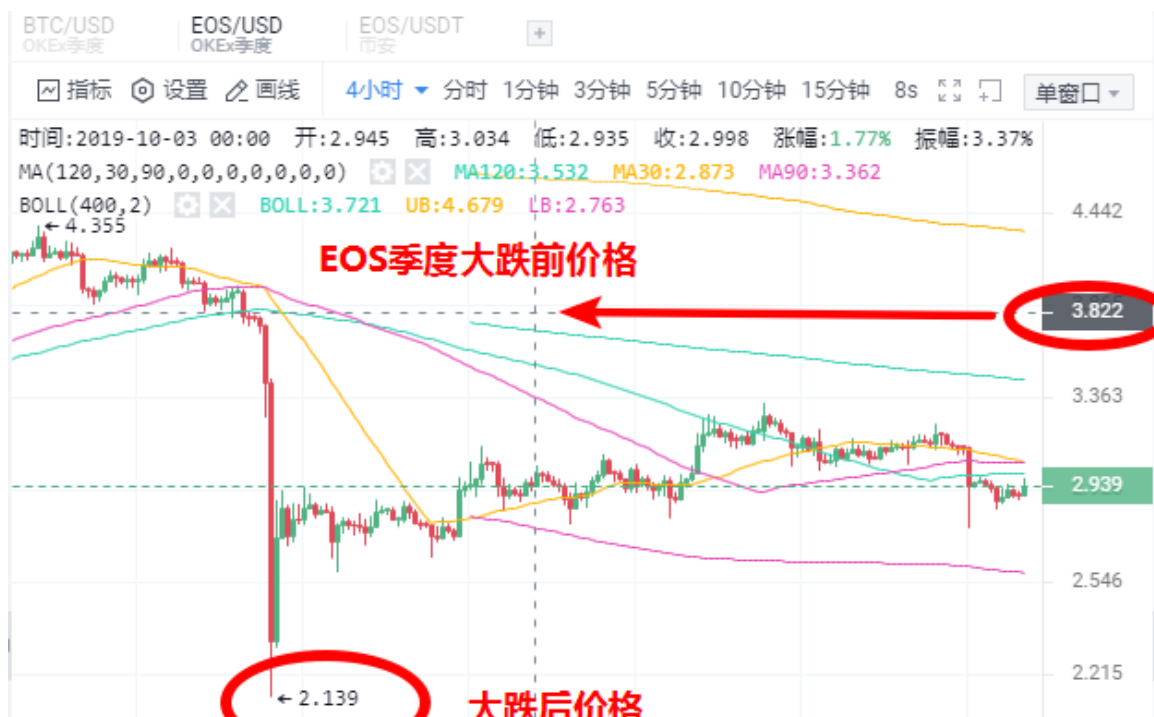 BTC/USD EOS/USD EOS/USDT +
OKEx季度 OKEx季度 币安
指标 设置 画线 4小时 分时 1分钟 3分钟 5分钟 10分钟 15分钟 8s 单窗口
时间:2019-10-03 00:00 开:2.945 高:3.034 低:2.935 收:2.998 涨幅:1.77% 振幅:3.37%
MA(120,30,90,0,0,0,0,0,0,0) MA120:3.532 MA30:2.873 MA90:3.362
BOLL(400,2) BOLL:3.721 UB:4.679 LB:2.763
←4.355
4.442
EOS季度大跌前价格
3.822
3.363
2.939
2.546
2.215
←2.139
大跌后价格